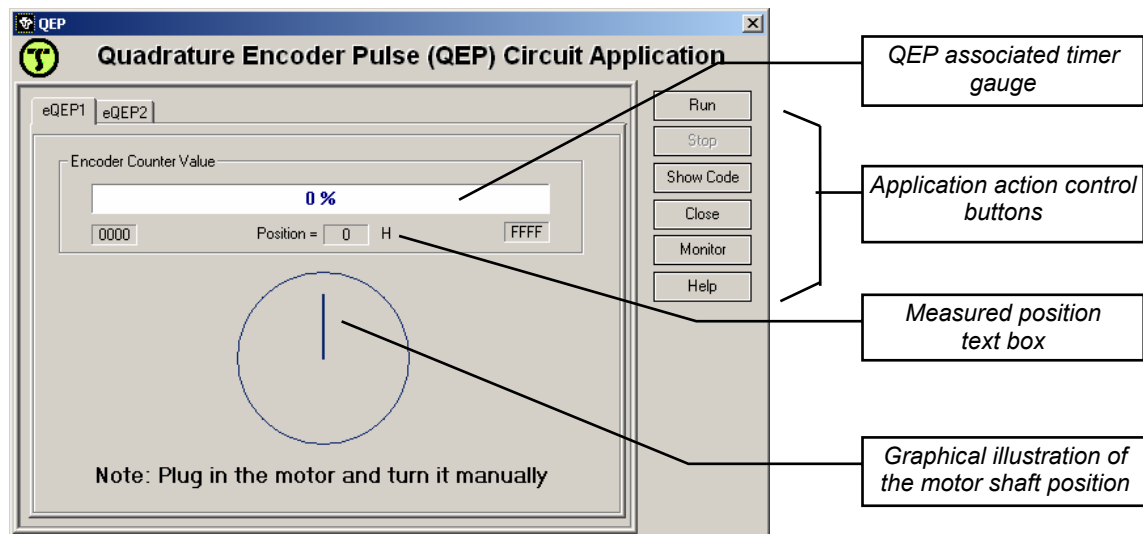 QEP
Quadrature Encoder Pulse (QEP) Circuit Application
eQEP1 eQEP2
Encoder Counter Value
0 %
0000 Position = 0 H FFFF
Note: Plug in the motor and turn it manually
Run
Stop
Show Code
Close
Monitor
Help
QEP associated timer
gauge
Application action control
buttons
Measured position
text box
Graphical illustration of
the motor shaft position